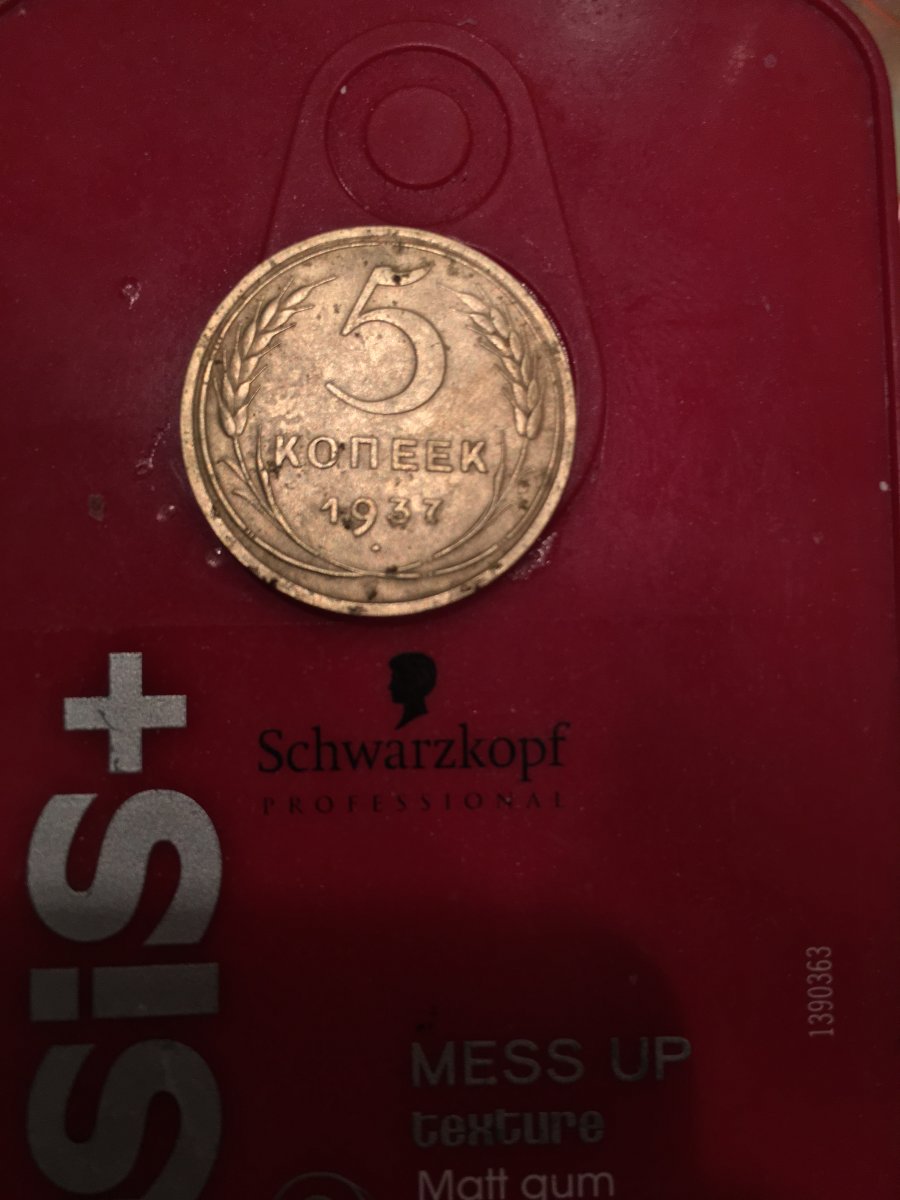 5
КОПЕЕК
1937
Schwarzkopf
PROFESSIONAL
SiS+
1390363
MESS UP
texture
Matt gum